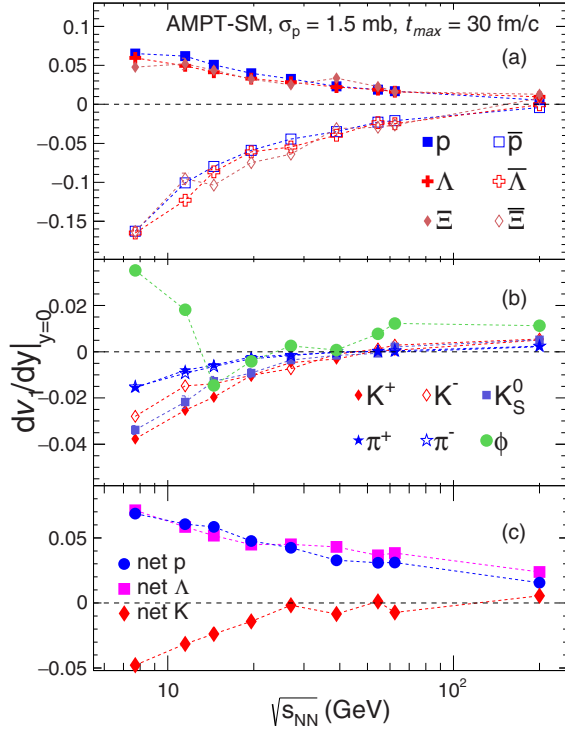 AMPT-SM, σp = 1.5 mb, tmax = 30 fm/c
(a)
0.1
0.05
0
−0.05
−0.1
−0.15
p p̅
Λ Λ̅
Ξ Ξ̅
(b)
0.02
0
−0.02
−0.04
K⁺ K⁻ K⁰S
π⁺ π⁻ ϕ
dv₁/dy|y=0
(c)
0.05
0
−0.05
net p
net Λ
net K
10 10²
√sNN (GeV)